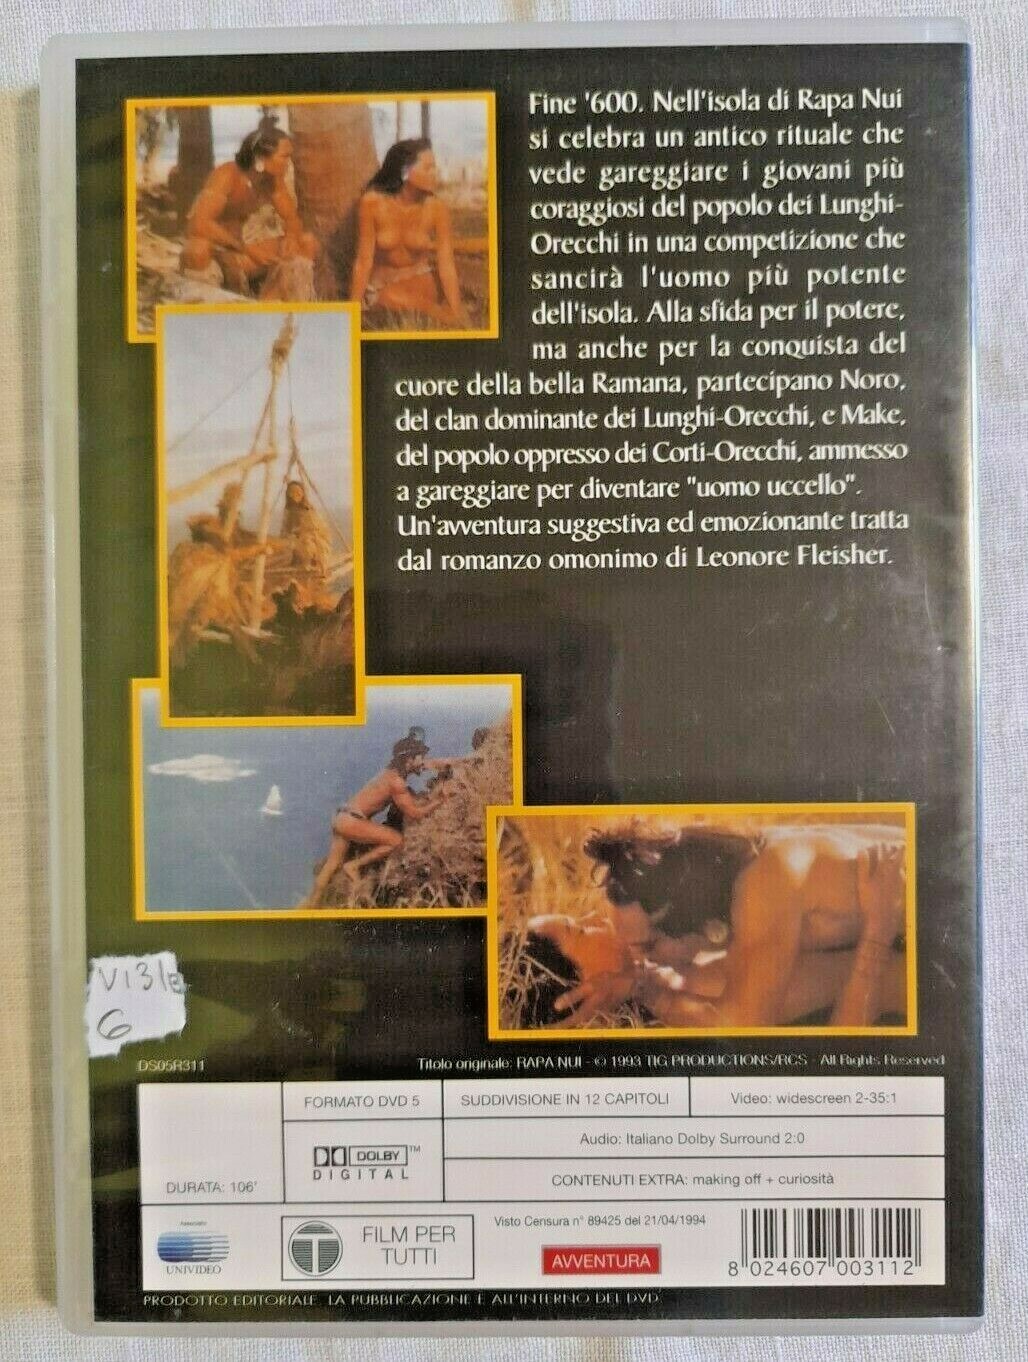 Fine '600. Nell'isola di Rapa Nui
si celebra un antico rituale che
vede gareggiare i giovani più
coraggiosi del popolo dei Lunghi-
Orecchi in una competizione che
sancirà l'uomo più potente
dell'isola. Alla sfida per il potere,
ma anche per la conquista del
cuore della bella Ramana, partecipano Noro,
del clan dominante dei Lunghi-Orecchi, e Make,
del popolo oppresso dei Corti-Orecchi, ammesso
a gareggiare per diventare "uomo uccello".
Un'avventura suggestiva ed emozionante tratta
dal romanzo omonimo di Leonore Fleisher.
V131B
6
DS05R311
Titolo originale: RAPA NUI - © 1993 TIG PRODUCTIONS/RCS All Rights Reserved
DURATA: 106'
FORMATO DVD 5
SUDDIVISIONE IN 12 CAPITOLI
Video: widescreen 2-35:1
DOLBY™
DIGITAL
Audio: Italiano Dolby Surround 2:0
CONTENUTI EXTRA: making off + curiosità
Associato
UNIVIDEO
T
FILM PER
TUTTI
Visto Censura n° 89425 del 21/04/1994
AVVENTURA
8 024607 003112
PRODOTTO EDITORIALE. LA PUBBLICAZIONE È ALL'INTERNO DEL DVD